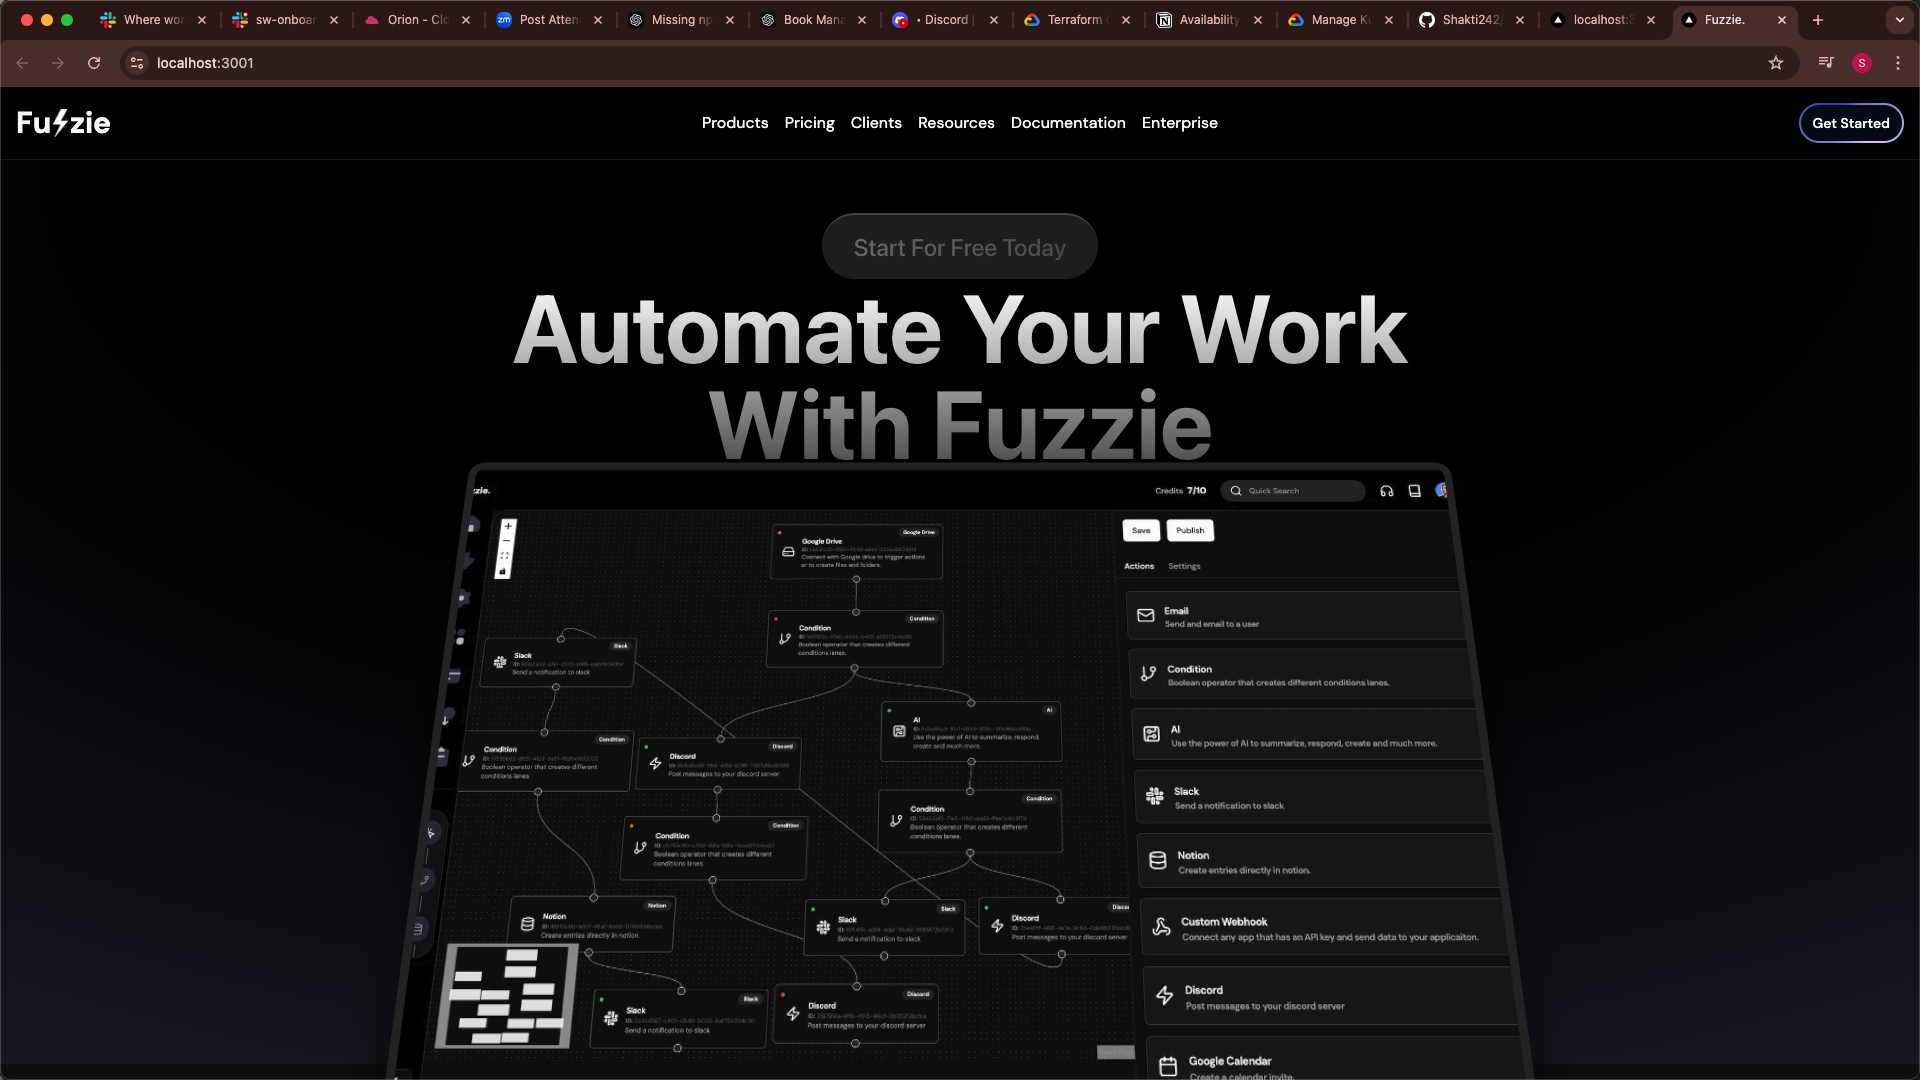 Where wo
sw-onboar
Orion - Clo
Post Atten
Missing np
Book Mana
• Discord |
Terraform
Availability
Manage Ku
Shakti242/
localhost:3
Fuzzie.
localhost:3001
S
Fuzzie
Products
Pricing
Clients
Resources
Documentation
Enterprise
Get Started
Start For Free Today
Automate Your Work
With Fuzzie
zzie.
Credits 7/10
Quick Search
Save
Publish
Actions
Settings
Google Drive
Google Drive
Connect with Google drive to trigger actions
or to create files and folders.
Condition
Condition
Boolean operator that creates different
conditions lanes.
Slack
Slack
Send a notification to slack
AI
AI
Use the power of AI to summarize, respond,
create and much more.
Condition
Condition
Boolean operator that creates different
conditions lanes.
Discord
Discord
Post messages to your discord server
Condition
Condition
Boolean operator that creates different
conditions lanes.
Condition
Condition
Boolean operator that creates different
conditions lanes.
Notion
Notion
Create entries directly in notion.
Slack
Slack
Send a notification to slack
Discord
Post messages to your discord server
Slack
Slack
Send a notification to slack
Discord
Discord
Post messages to your discord server
Email
Send and email to a user
Condition
Boolean operator that creates different conditions lanes.
AI
Use the power of AI to summarize, respond, create and much more.
Slack
Send a notification to slack
Notion
Create entries directly in notion.
Custom Webhook
Connect any app that has an API key and send data to your applicaiton.
Discord
Post messages to your discord server
Google Calendar
Create a calendar invite.